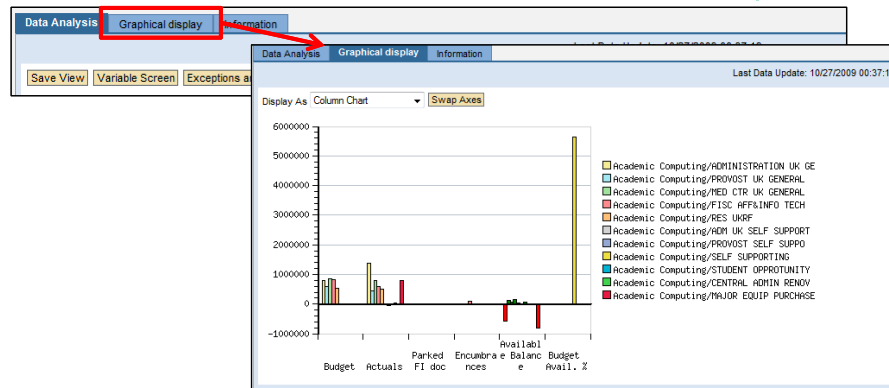 Data Analysis Graphical display Information
Save View Variable Screen Exceptions a
Data Analysis Graphical display Information
Last Data Update: 10/27/2009 00:37:1
Display As Column Chart Swap Axes
6000000
5000000
4000000
3000000
2000000
1000000
0
-1000000
Budget
Actuals
Parked
FI doc
Encumbra
nces
Availabl
e Balanc
e
Budget
Avail. %
Academic Computing/ADMINISTRATION UK GE
Academic Computing/PROVOST UK GENERAL
Academic Computing/MED CTR UK GENERAL
Academic Computing/FISC AFF&INFO TECH
Academic Computing/RES UKRF
Academic Computing/ADM UK SELF SUPPORT
Academic Computing/PROVOST SELF SUPPO
Academic Computing/SELF SUPPORTING
Academic Computing/STUDENT OPPROTUNITY
Academic Computing/CENTRAL ADMIN RENOV
Academic Computing/MAJOR EQUIP PURCHASE